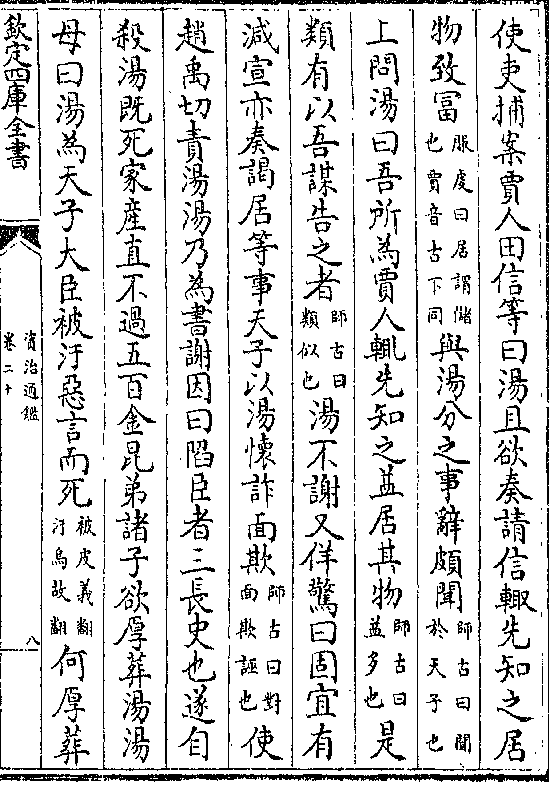 使吏捕案賈人田信等曰湯且欲奏請信輒先知之居
物致富服䖍曰居謂儲也賈音古下同與湯分之事辭頗聞師古曰聞於天子也
上問湯曰吾所為賈人輒先知之益居其物師古曰益多也是
類有以吾謀告之者師古曰類似也湯不謝又佯驚曰固宜有
減宣亦奏謁居等事天子以湯懷詐面欺師古曰對面欺誣也使
趙禹切責湯湯乃為書謝因曰陷臣者三長史也遂自
殺湯既死家産直不過五百金昆弟諸子欲厚葬湯湯
母曰湯為天子大臣被汙惡言而死被皮義翻汙烏故翻何厚葬
欽定四庫全書
資治通鑑
卷二十
八